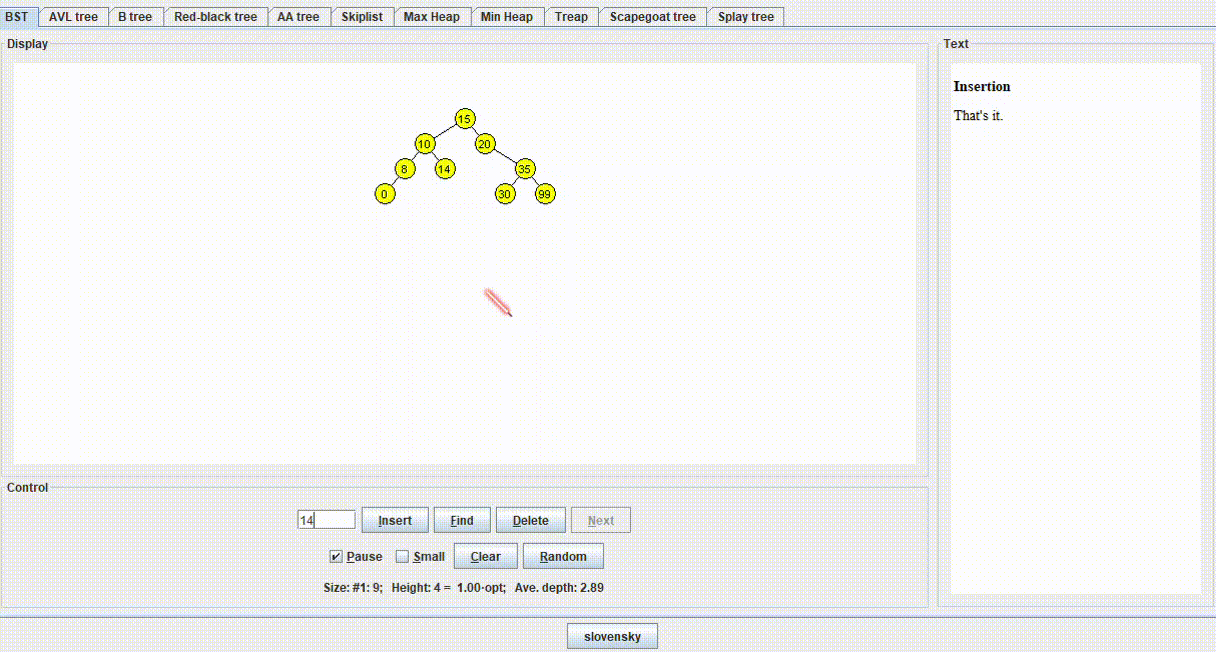 BST AVL tree B tree Red-black tree AA tree Skiplist Max Heap Min Heap Treap Scapegoat tree Splay tree
Display
15
10 20
8 14 35
0 30 99
Text
Insertion
That's it.
Control
14 Insert Find Delete Next
Pause Small Clear Random
Size: #1: 9; Height: 4 = 1.00·opt; Ave. depth: 2.89
slovensky